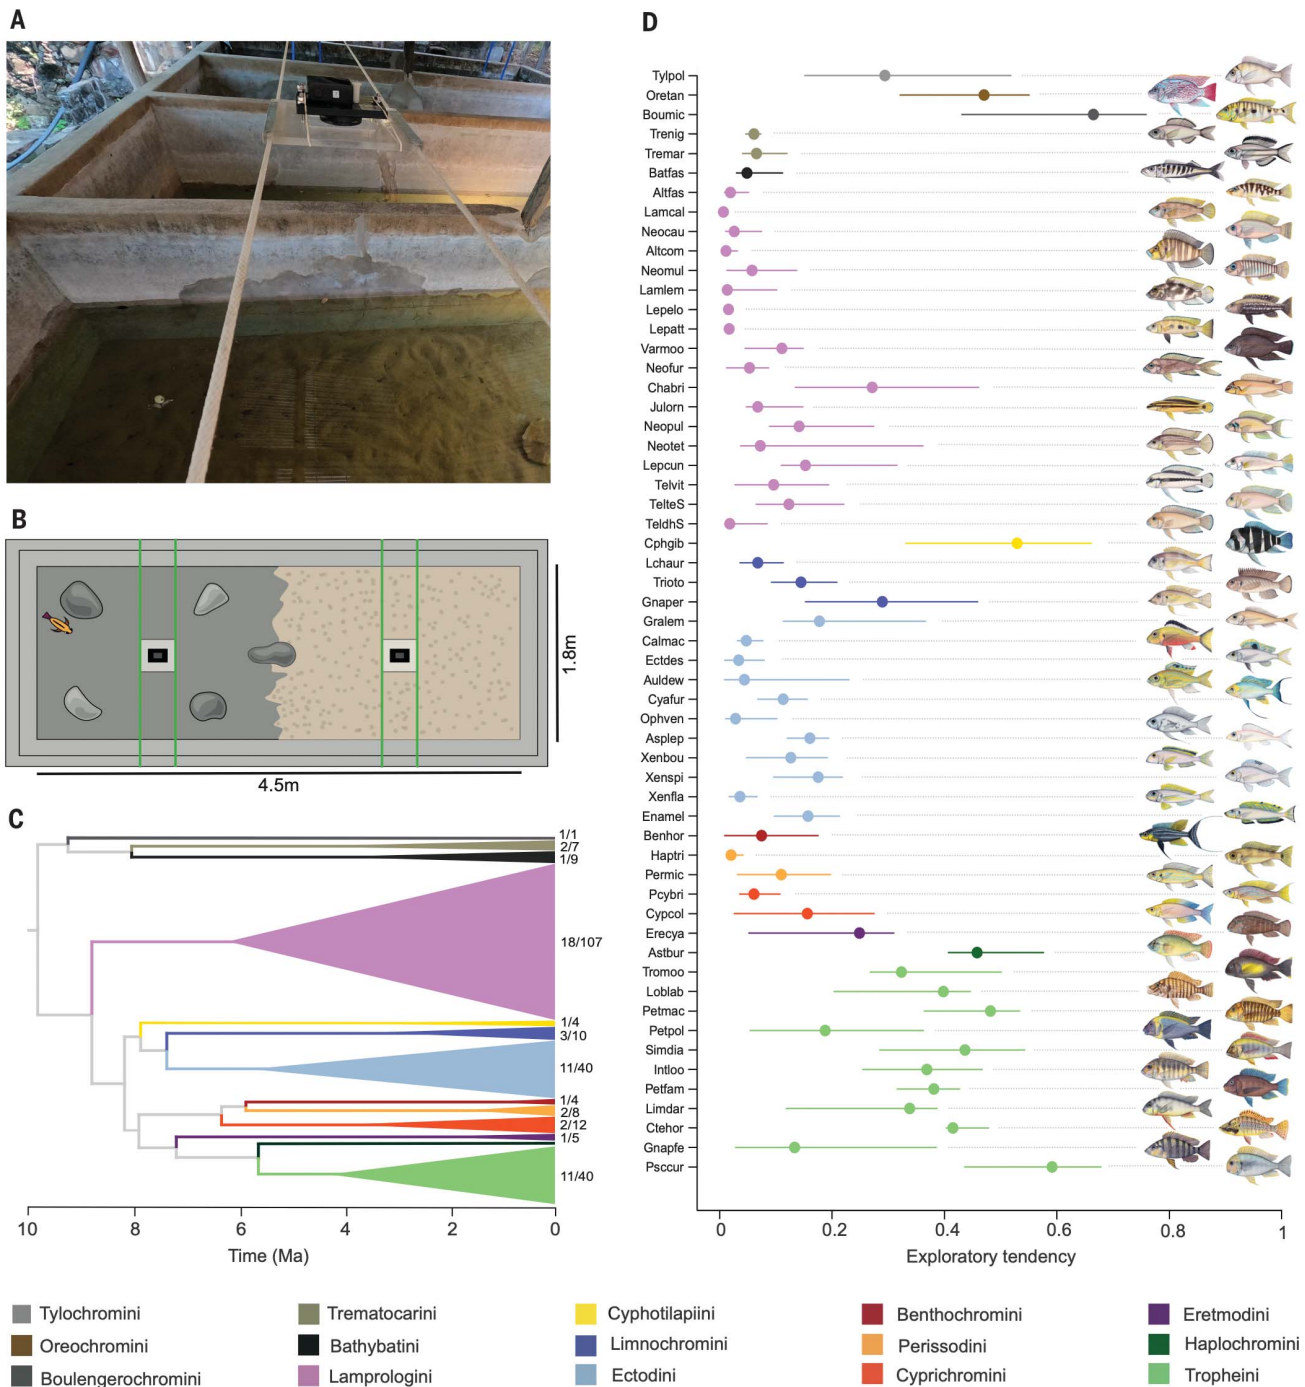 A
B
1.8m
4.5m
C
1/1
2/7
1/9
18/107
1/4
3/10
11/40
1/4
2/8
2/12
1/5
11/40
10
8
6
4
2
0
Time (Ma)
D
Tylpol
Oretan
Boumic
Trenig
Tremar
Batfas
Altfas
Lamcal
Neocau
Altcom
Neomul
Lamlem
Lepelo
Lepatt
Varmoo
Neofur
Chabri
Julorn
Neopul
Neotet
Lepcun
Telvit
TelteS
TeldhS
Cphgib
Lchaur
Trioto
Gnaper
Gralem
Calmac
Ectdes
Auldew
Cyafur
Ophven
Asplep
Xenbou
Xenspi
Xenfla
Enamel
Benhor
Haptri
Permic
Pcybri
Cypcol
Erecya
Astbur
Tromoo
Loblab
Petmac
Petpol
Simdia
Intloo
Petfam
Limdar
Ctehor
Gnapfe
Psccur
0
0.2
0.4
0.6
0.8
1
Exploratory tendency
Tylochromini
Oreochromini
Boulengerochromini
Trematocarini
Bathybatini
Lamprologini
Cyphotilapiini
Limnochromini
Ectodini
Benthochromini
Perissodini
Cyprichromini
Eretmodini
Haplochromini
Tropheini